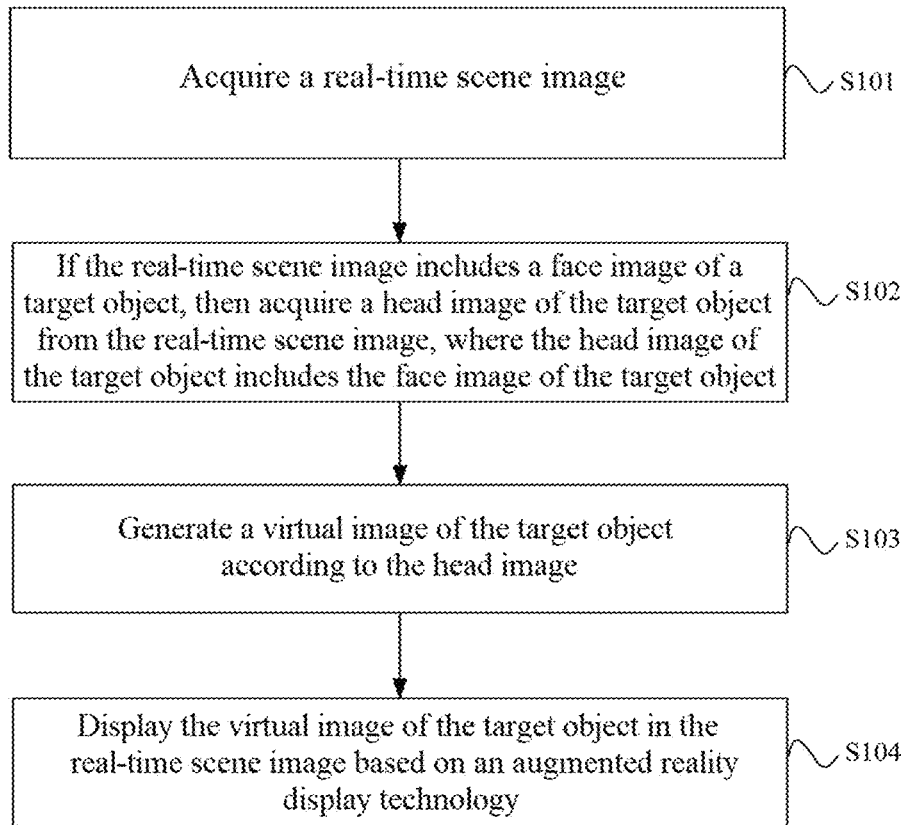 Acquire a real-time scene image
S101
If the real-time scene image includes a face image of a
target object, then acquire a head image of the target object
from the real-time scene image, where the head image of
the target object includes the face image of the target object
S102
Generate a virtual image of the target object
according to the head image
S103
Display the virtual image of the target object in the
real-time scene image based on an augmented reality
display technology
S104